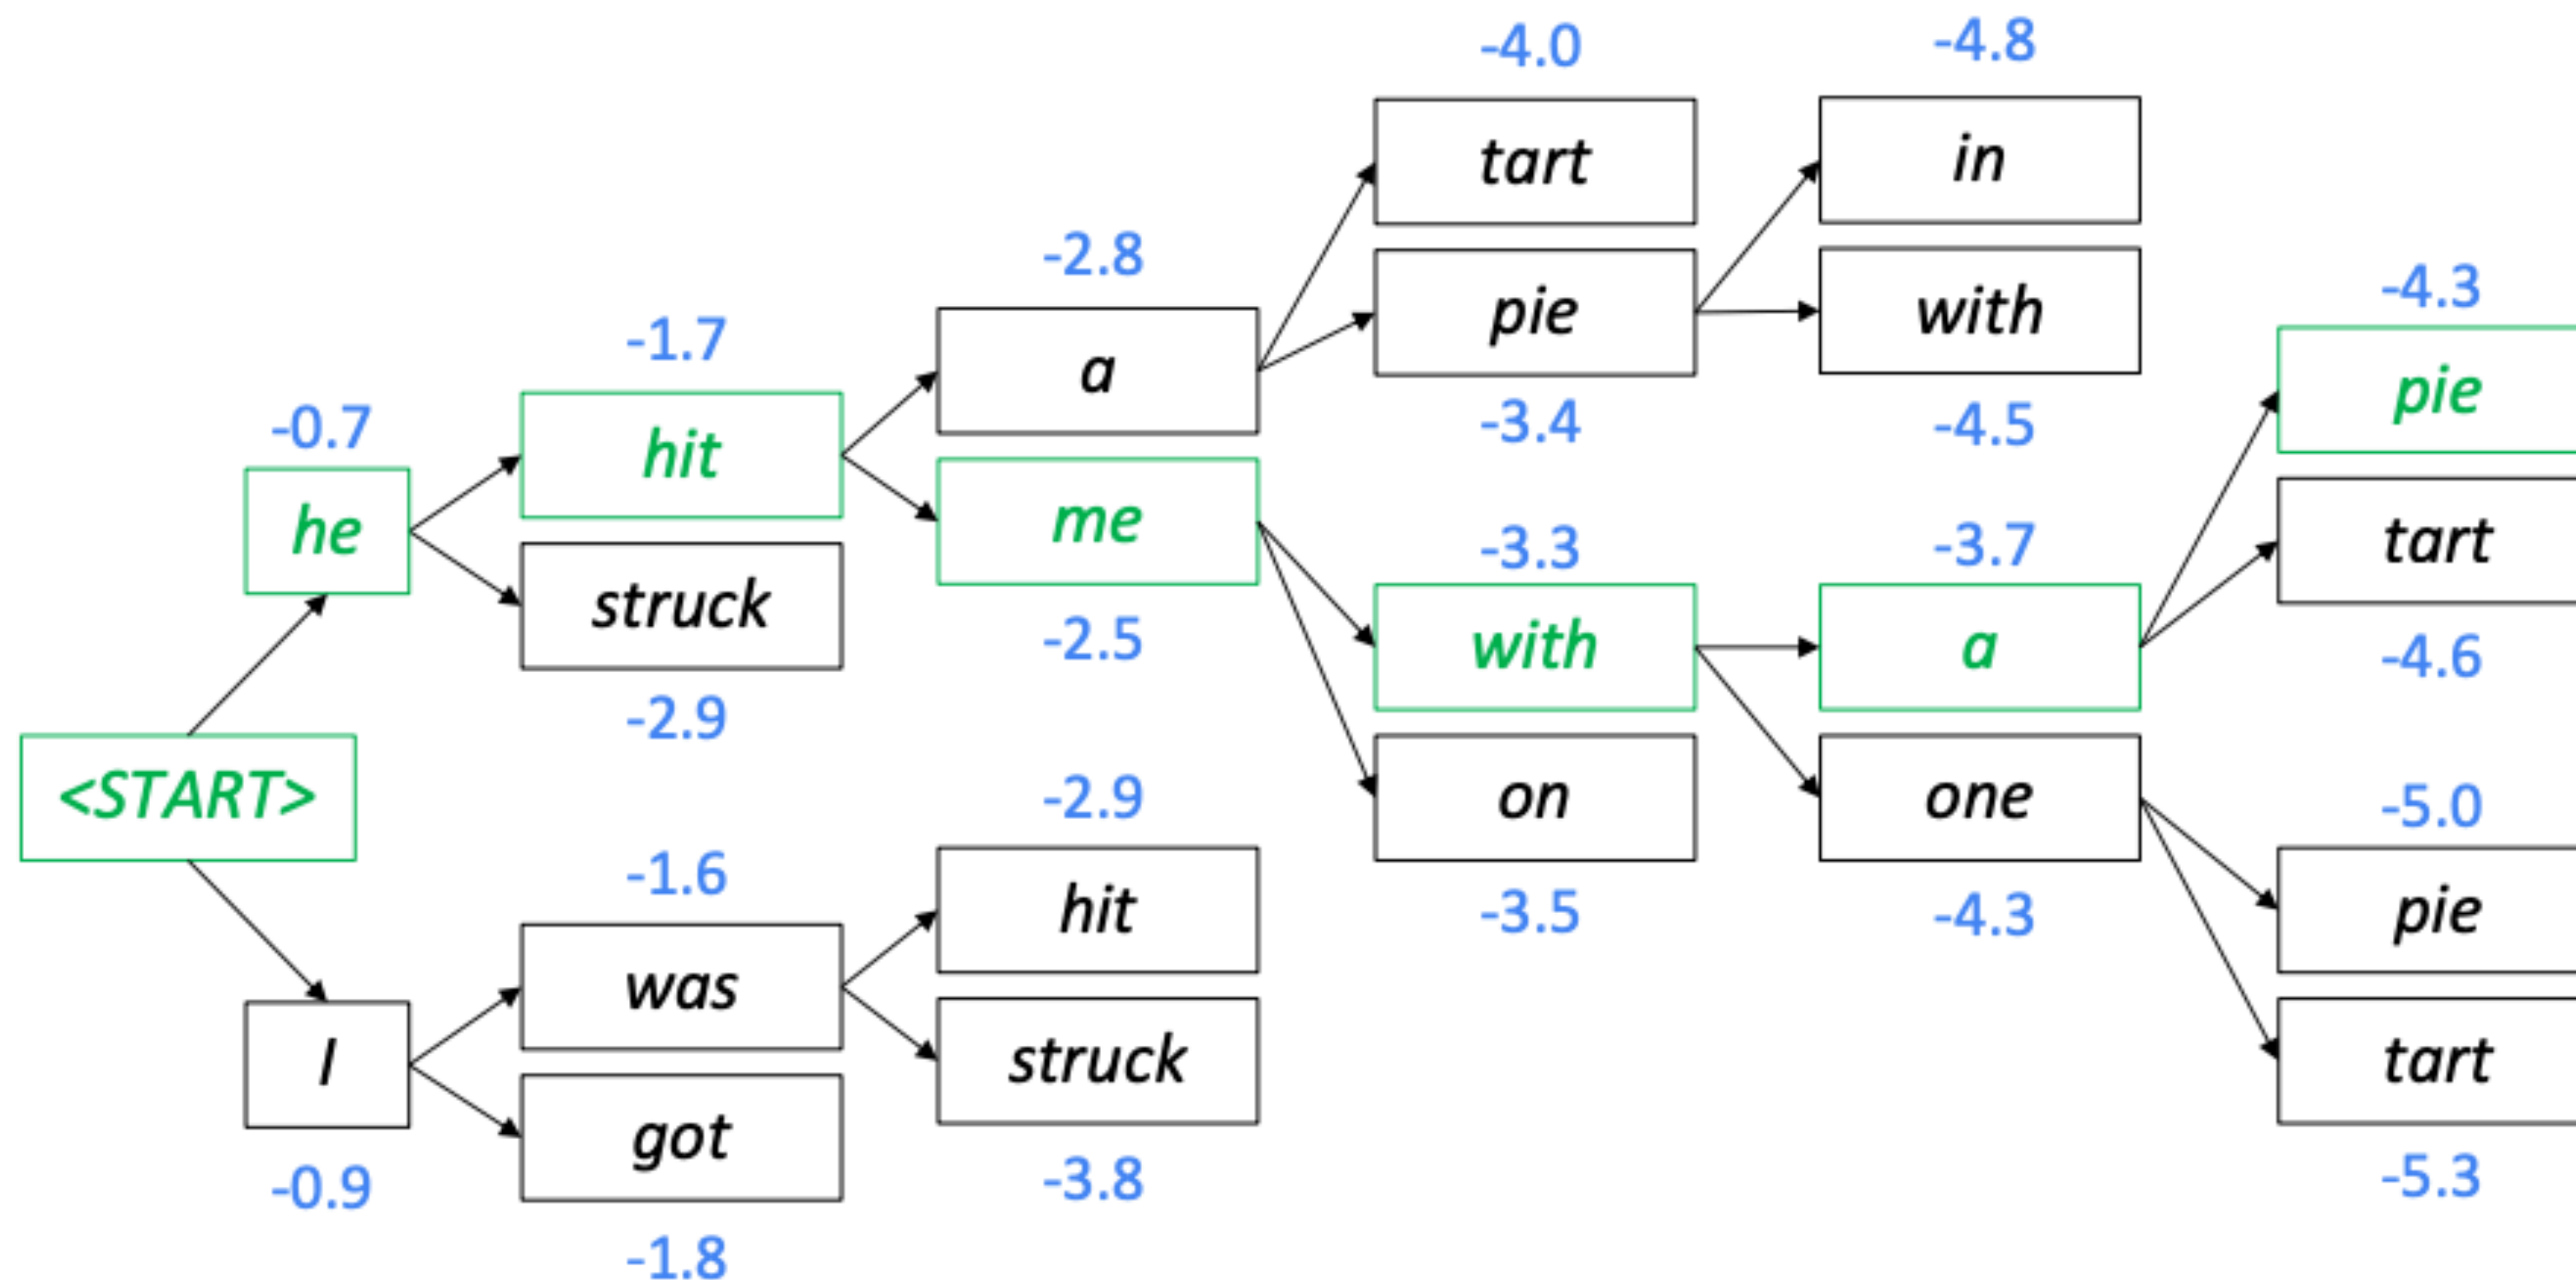 -4.0
-4.8
tart
in
-2.8
-4.3
pie
with
-1.7
a
pie
-0.7
-3.4
-4.5
hit
he
me
-3.3
-3.7
tart
struck
-2.5
with
a
-4.6
-2.9
<START>
-2.9
on
one
-5.0
-1.6
hit
-3.5
-4.3
pie
was
I
struck
tart
got
-0.9
-3.8
-5.3
-1.8